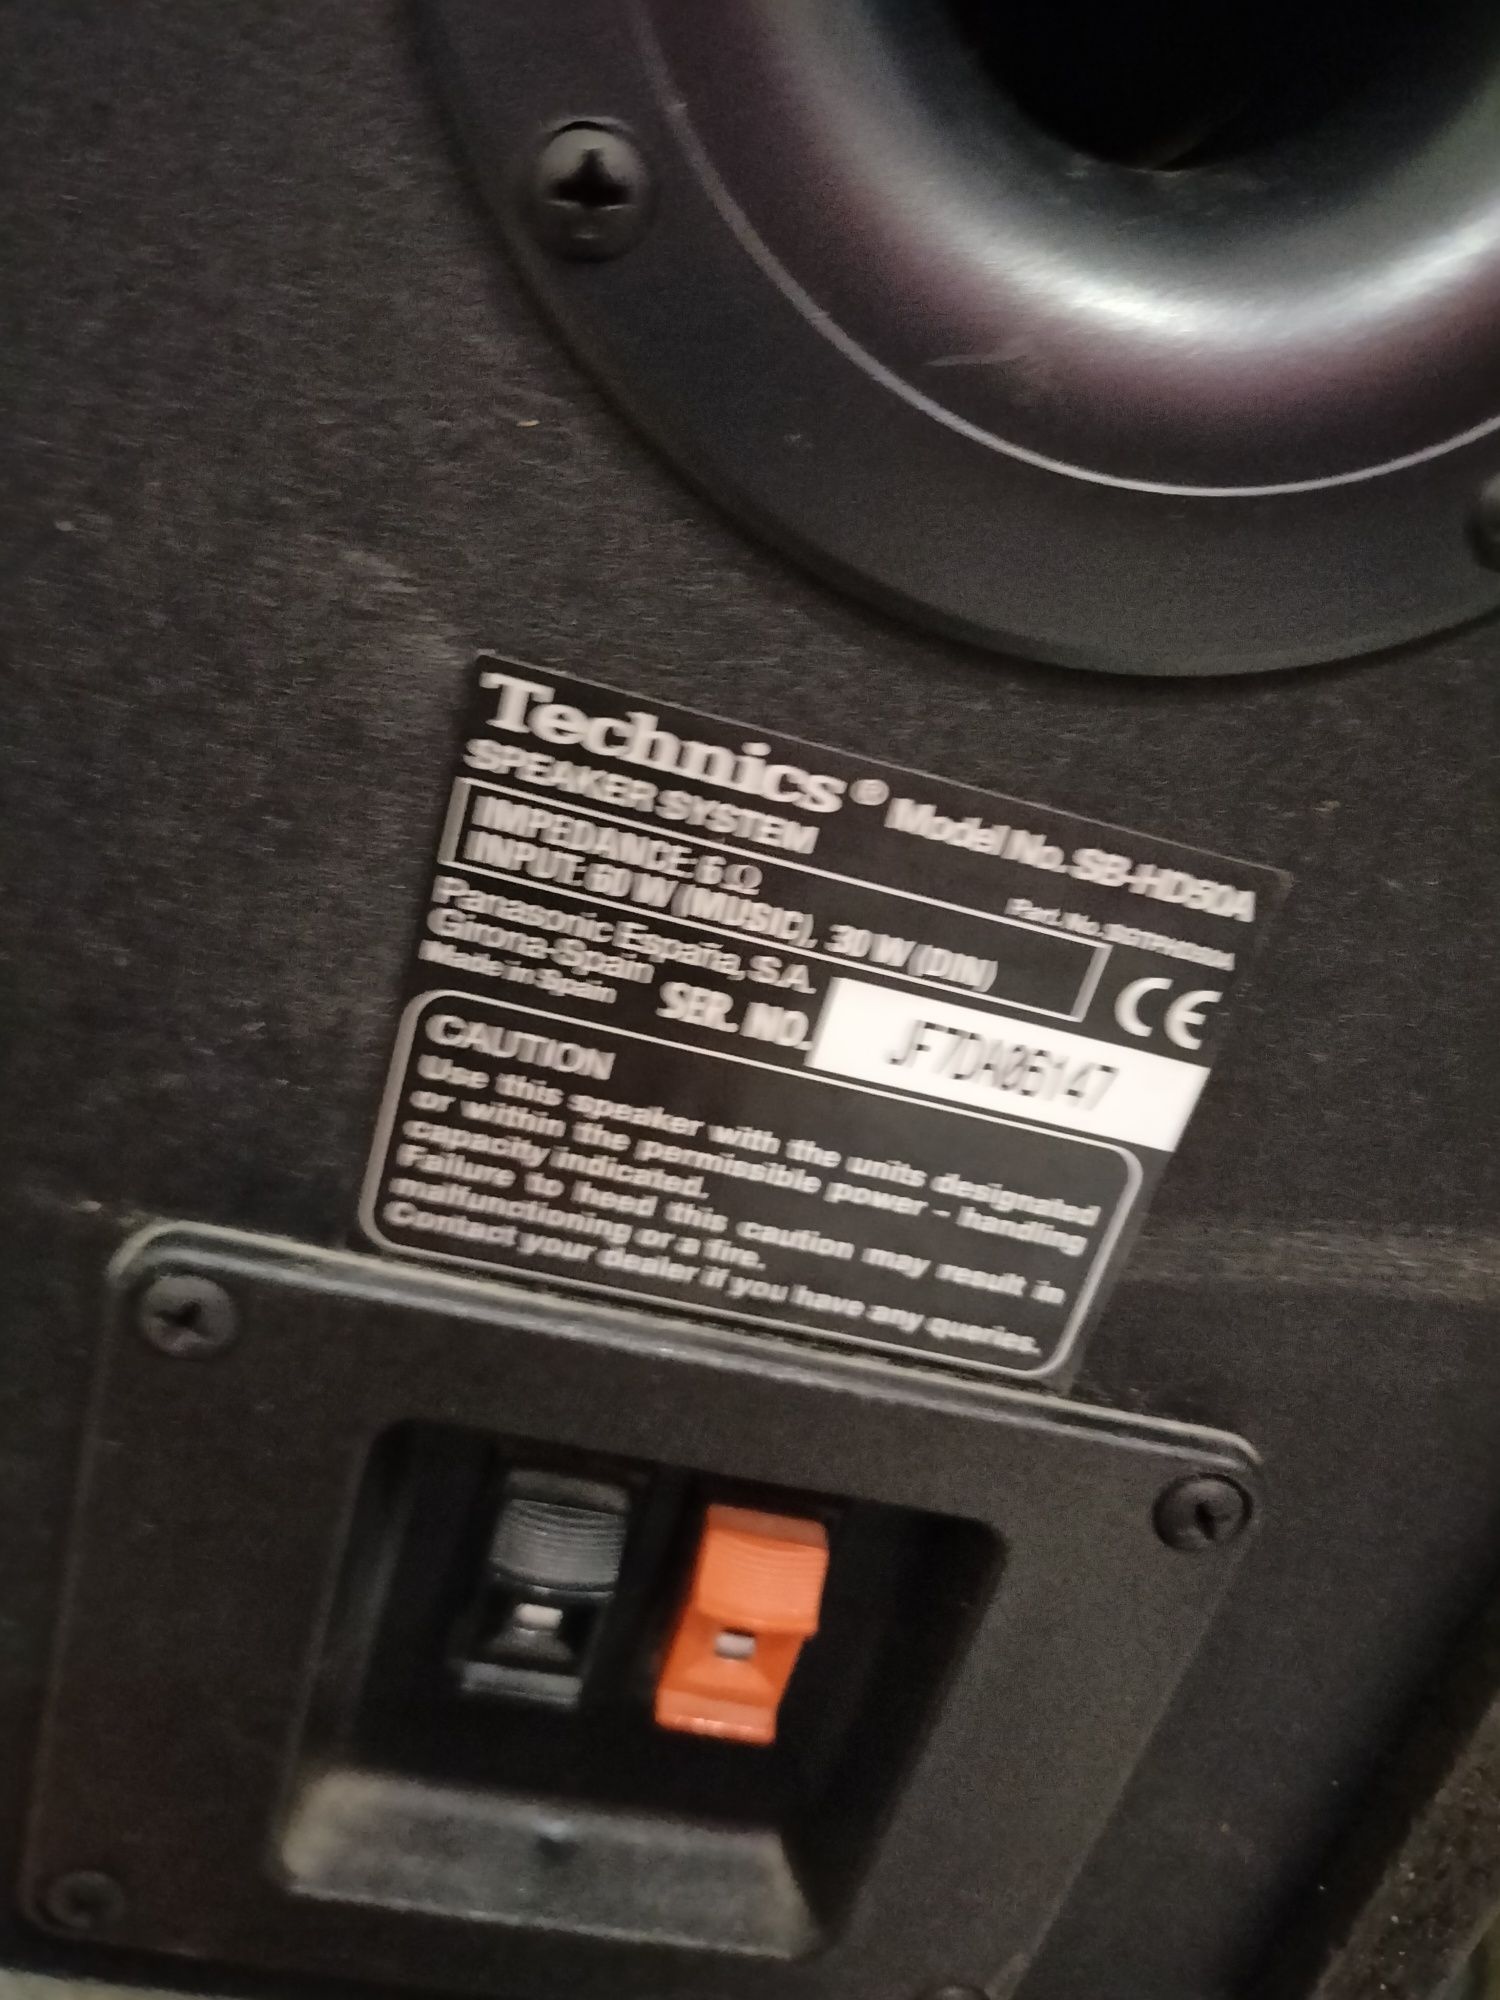 Technics® Model No. SB-HD50A
SPEAKER SYSTEM
Part. No.
IMPEDANCE: 6 Ω
INPUT: 60 W (MUSIC), 30 W (DIN)
CE
Panasonic España, S.A.
Girona-Spain
Made in Spain
SER. NO. JF7DA06147
CAUTION
Use this speaker with the units designated
or within the permissible power - handling
capacity indicated.
Failure to heed this caution may result in
malfunctioning or a fire.
Contact your dealer if you have any queries.